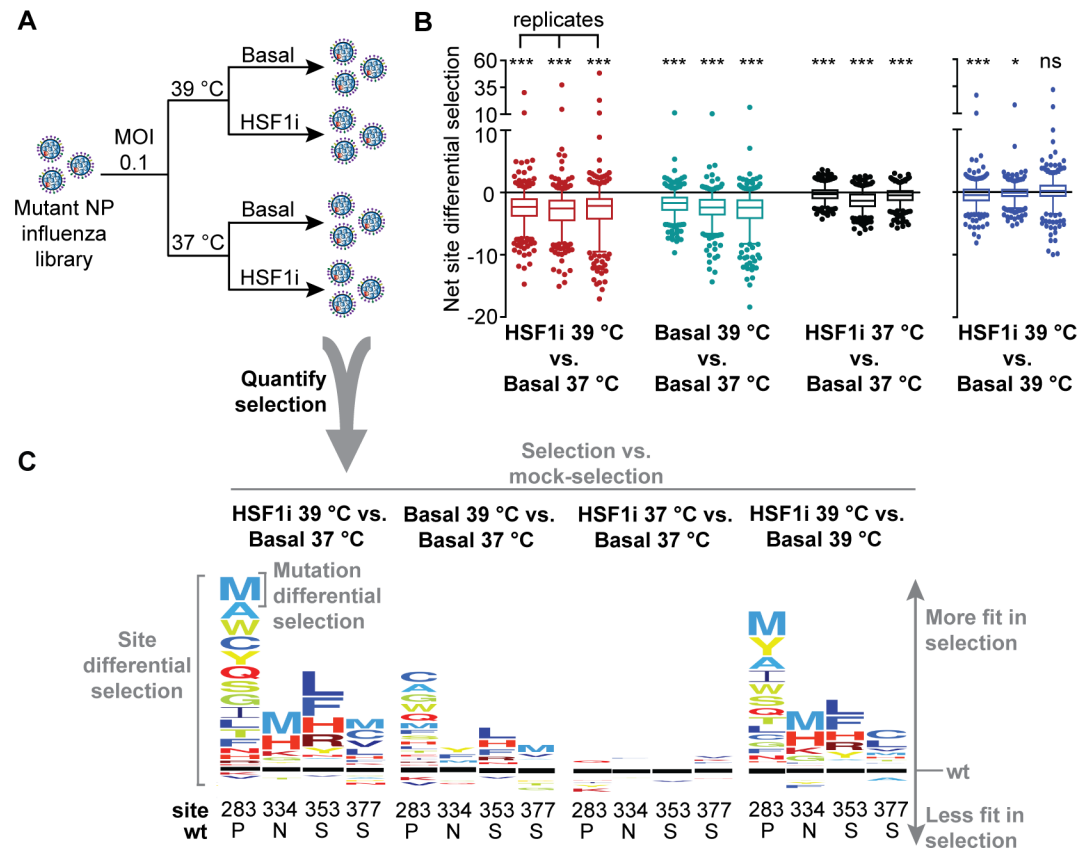 A
Basal
39 °C
HSF1i
MOI
0.1
Mutant NP
influenza
library
Basal
37 °C
HSF1i
Quantify
selection
B
replicates
*** *** *** *** *** *** *** *** *** *** * ns
Net site differential selection
60
35
10
10
0
-10
-20
HSF1i 39 °C
vs.
Basal 37 °C
Basal 39 °C
vs.
Basal 37 °C
HSF1i 37 °C
vs.
Basal 37 °C
HSF1i 39 °C
vs.
Basal 39 °C
C
Selection vs.
mock-selection
HSF1i 39 °C vs.
Basal 37 °C
Basal 39 °C vs.
Basal 37 °C
HSF1i 37 °C vs.
Basal 37 °C
HSF1i 39 °C vs.
Basal 39 °C
Mutation
differential
selection
Site
differential
selection
M
A
W
C
Y
Q
S
G
I
L
T
F
N
M
H
K
L
F
H
R
M
C
V
C
A
G
W
Q
M
L
H
M
M
Y
A
I
W
S
Q
T
L
C
G
M
H
K
L
F
H
R
Y
C
More fit in
selection
wt
Less fit in
selection
site 283 334 353 377 283 334 353 377 283 334 353 377 283 334 353 377
wt P N S S P N S S P N S S P N S S